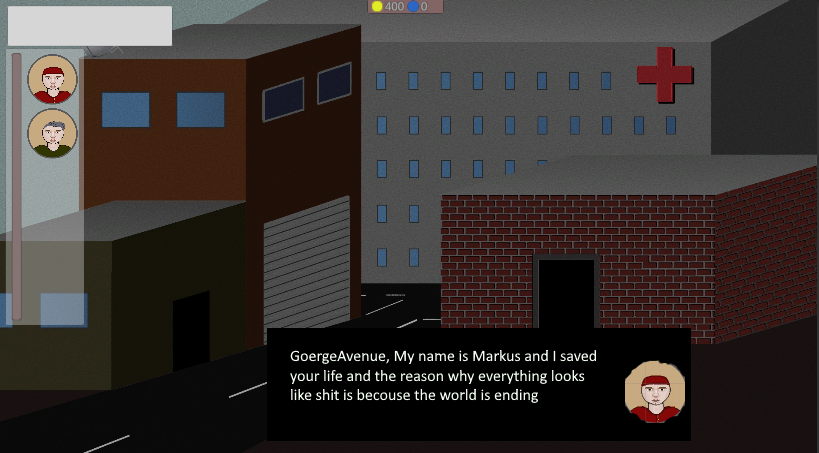 400 0
GoergeAvenue, My name is Markus and I saved
your life and the reason why everything looks
like shit is becouse the world is ending